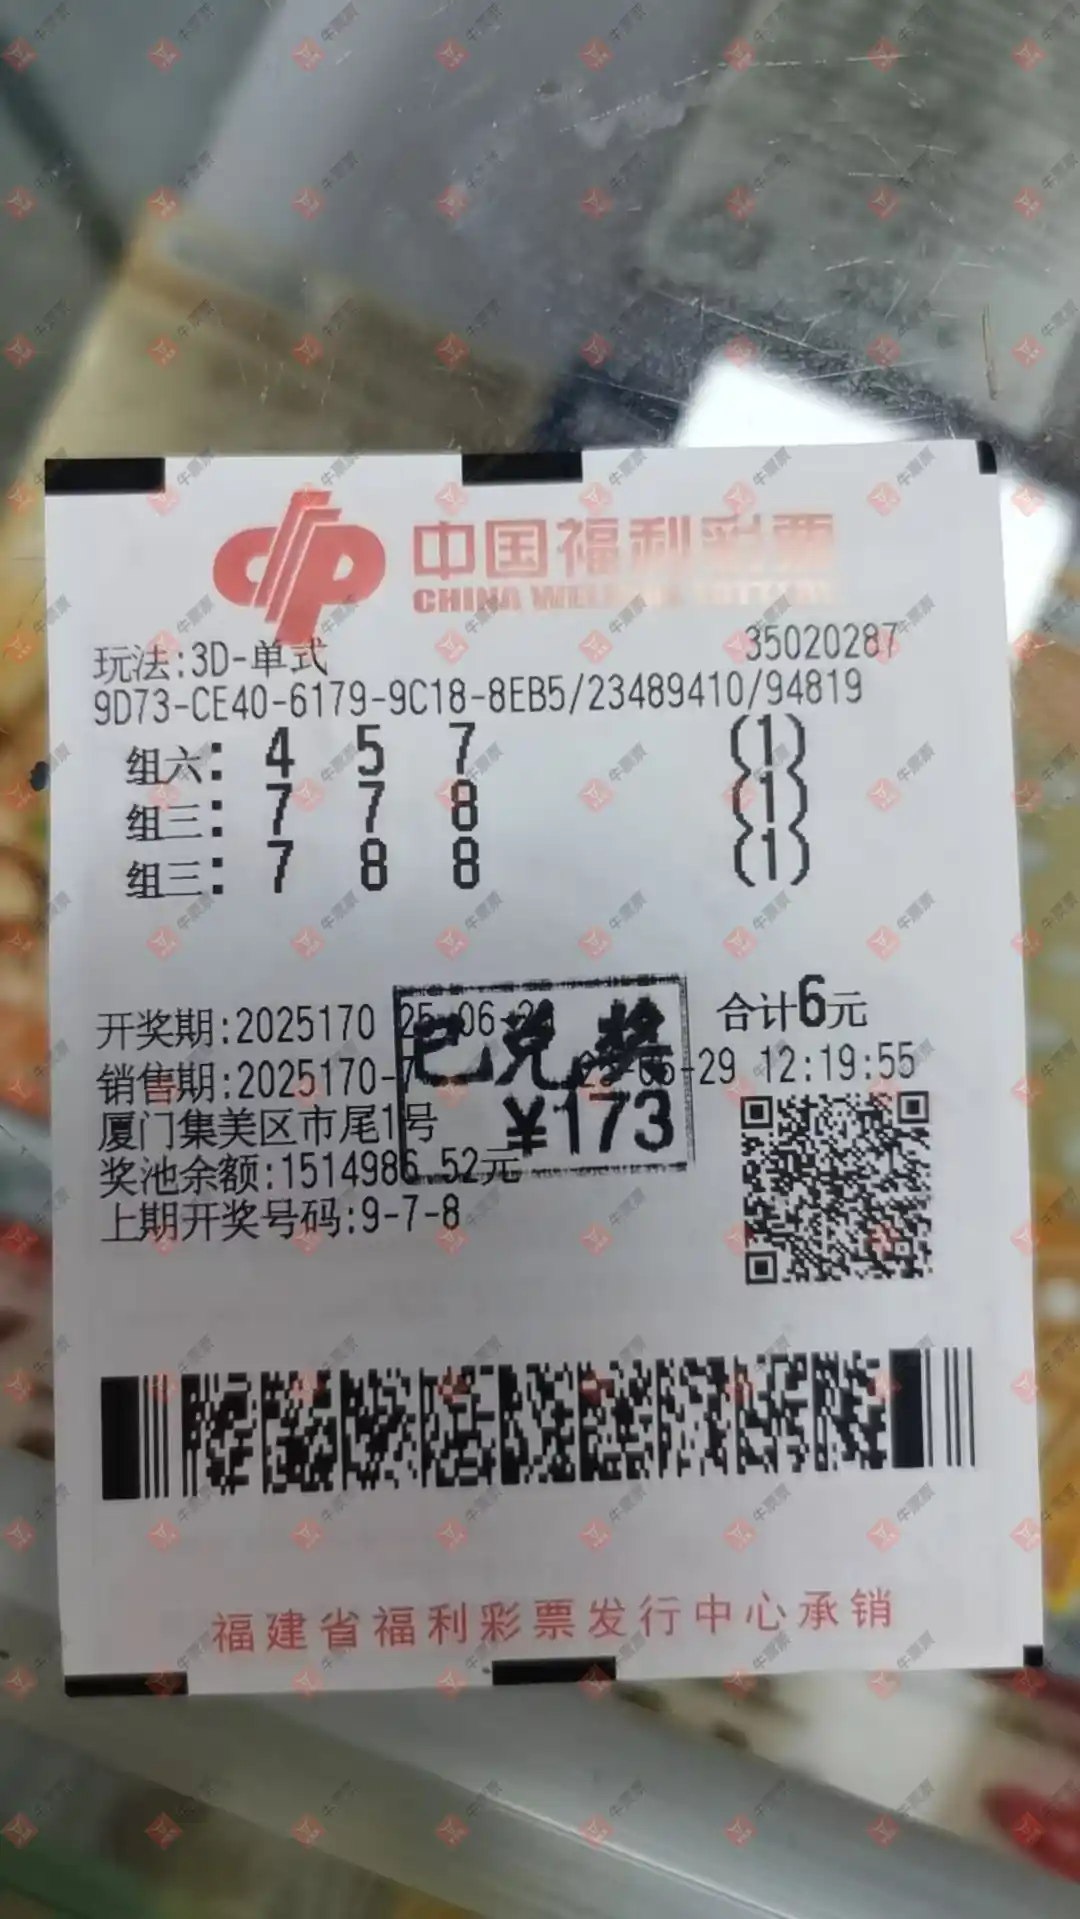 中国福利彩票
CHINA WELFARE LOTTERY
35020287
玩法:3D-单式
9D73-CE40-6179-9C18-8EB5/23489410/94819
组六: 4 5 7 (1)
组三: 7 7 8 (1)
组三: 7 8 8 (1)
开奖期:2025170 合计6元
已兑奖
¥173
销售期:2025170-7 -29 12:19:55
厦门集美区市尾1号
奖池余额:1514986.52元
上期开奖号码:9-7-8
福建省福利彩票发行中心承销
牛票票